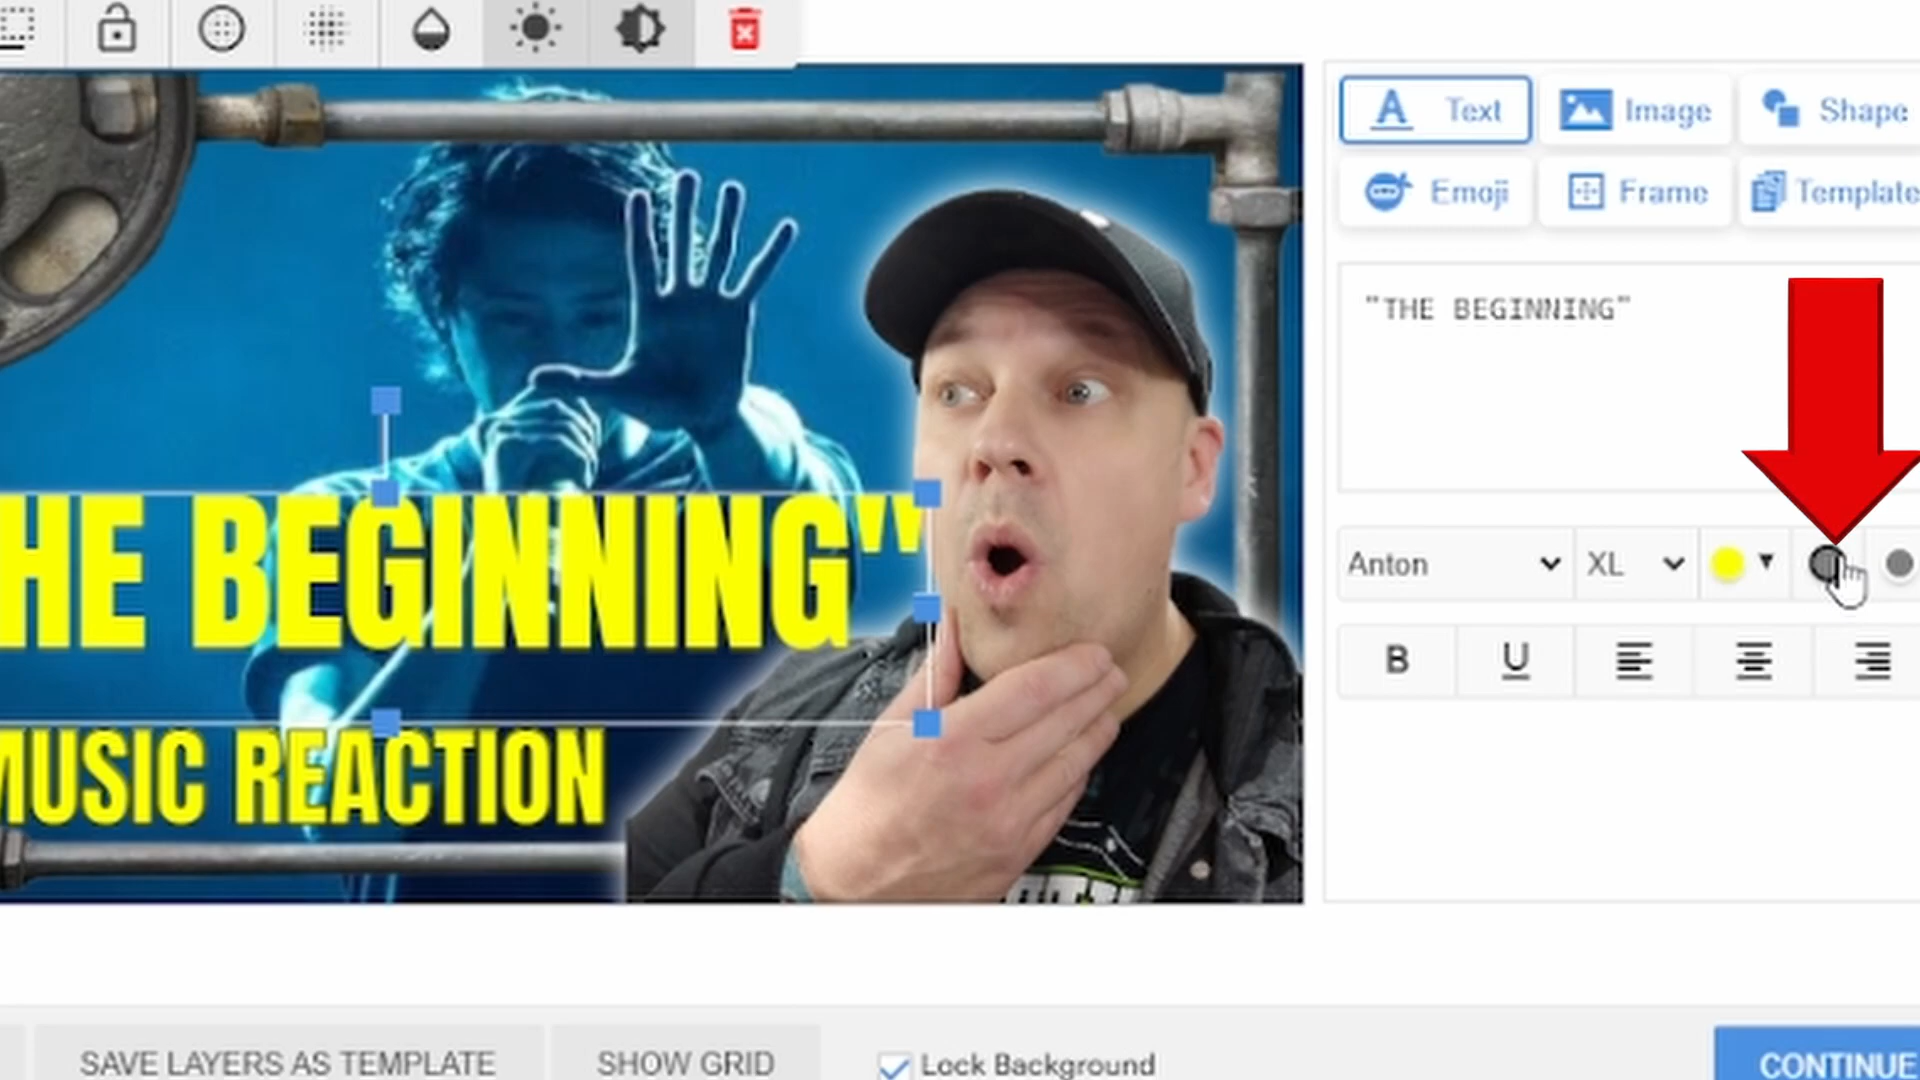 Text
Image
Shape
Emoji
Frame
Template
"THE BEGINNING"
HE BEGINNING"
Anton
XL
B
U
MUSIC REACTION
SAVE LAYERS AS TEMPLATE
SHOW GRID
Lock Background
CONTINUE